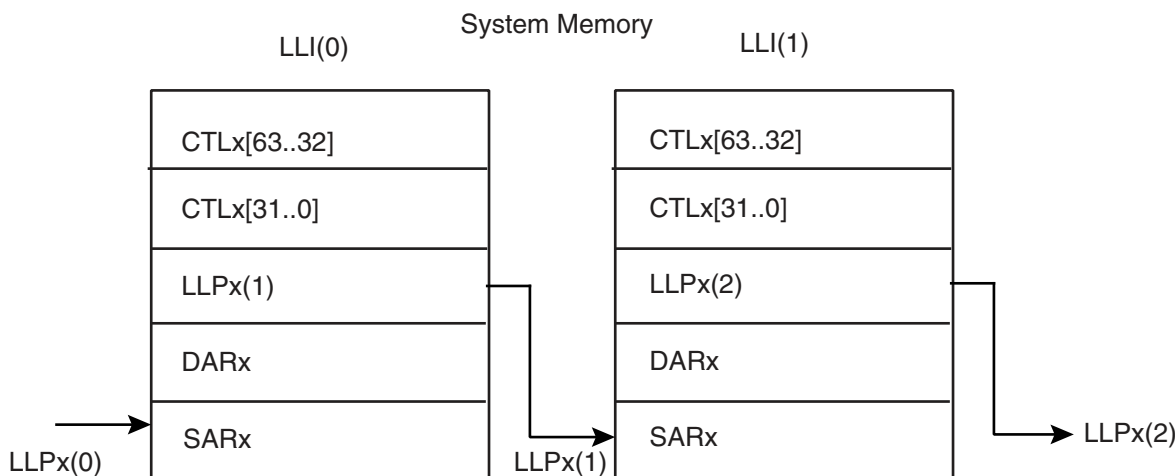 System Memory
LLI(0)
LLI(1)
CTLx[63..32]
CTLx[31..0]
LLPx(1)
DARx
SARx
LLPx(0)
CTLx[63..32]
CTLx[31..0]
LLPx(2)
DARx
SARx
LLPx(1)
LLPx(2)